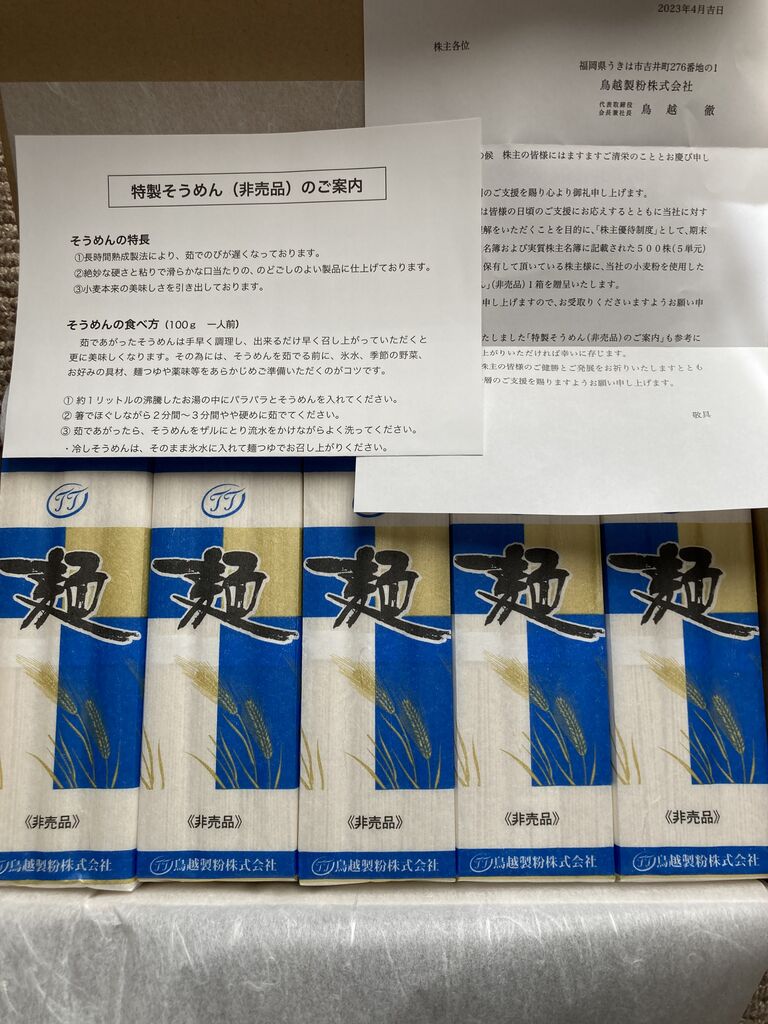 2023年4月吉日
株主各位
福岡県うきは市吉井町276番地の1
鳥越製粉株式会社
代表取締役
会長兼社長 鳥越 徹
の候 株主の皆様にはますますご清栄のこととお慶び申し
のご支援を賜り心より御礼申し上げます。
は皆様の日頃のご支援にお応えするとともに当社に対す
解をいただくことを目的に、「株主優待制度」として、期末
名簿および実質株主名簿に記載された500株(5単元)
保有して頂いている株主様に、当社の小麦粉を使用した
ん」(非売品)1箱を贈呈いたします。
申し上げますので、お受取りくださいますようお願い申
たしました「特製そうめん(非売品)のご案内」も参考に
上がりいただければ幸いに存じます。
株主の皆様のご健勝とご発展をお祈りいたしますととも
層のご支援を賜りますようお願い申し上げます。
敬具
特製そうめん（非売品）のご案内
そうめんの特長
①長時間熟成製法により、茹でのびが遅くなっております。
②絶妙な硬さと粘りで滑らかな口当たりの、のどごしのよい製品に仕上げております。
③小麦本来の美味しさを引き出しております。
そうめんの食べ方（100g 一人前）
茹であがったそうめんは手早く調理し、出来るだけ早く召し上がっていただくと
更に美味しくなります。その為には、そうめんを茹でる前に、氷水、季節の野菜、
お好みの具材、麺つゆや薬味等をあらかじめご準備いただくのがコツです。
① 約１リットルの沸騰したお湯の中にパラパラとそうめんを入れてください。
② 箸でほぐしながら２分間～３分間やや硬めに茹でてください。
③ 茹であがったら、そうめんをザルにとり流水をかけながらよく洗ってください。
・冷しそうめんは、そのまま氷水に入れて麺つゆでお召し上がりください。
TT TT
麺 麺 麺 麺 麺
《非売品》 《非売品》 《非売品》 《非売品》 《非売品》
TT鳥越製粉株式会社 TT鳥越製粉株式会社 TT鳥越製粉株式会社 TT鳥越製粉株式会社 TT鳥越製粉株式会社